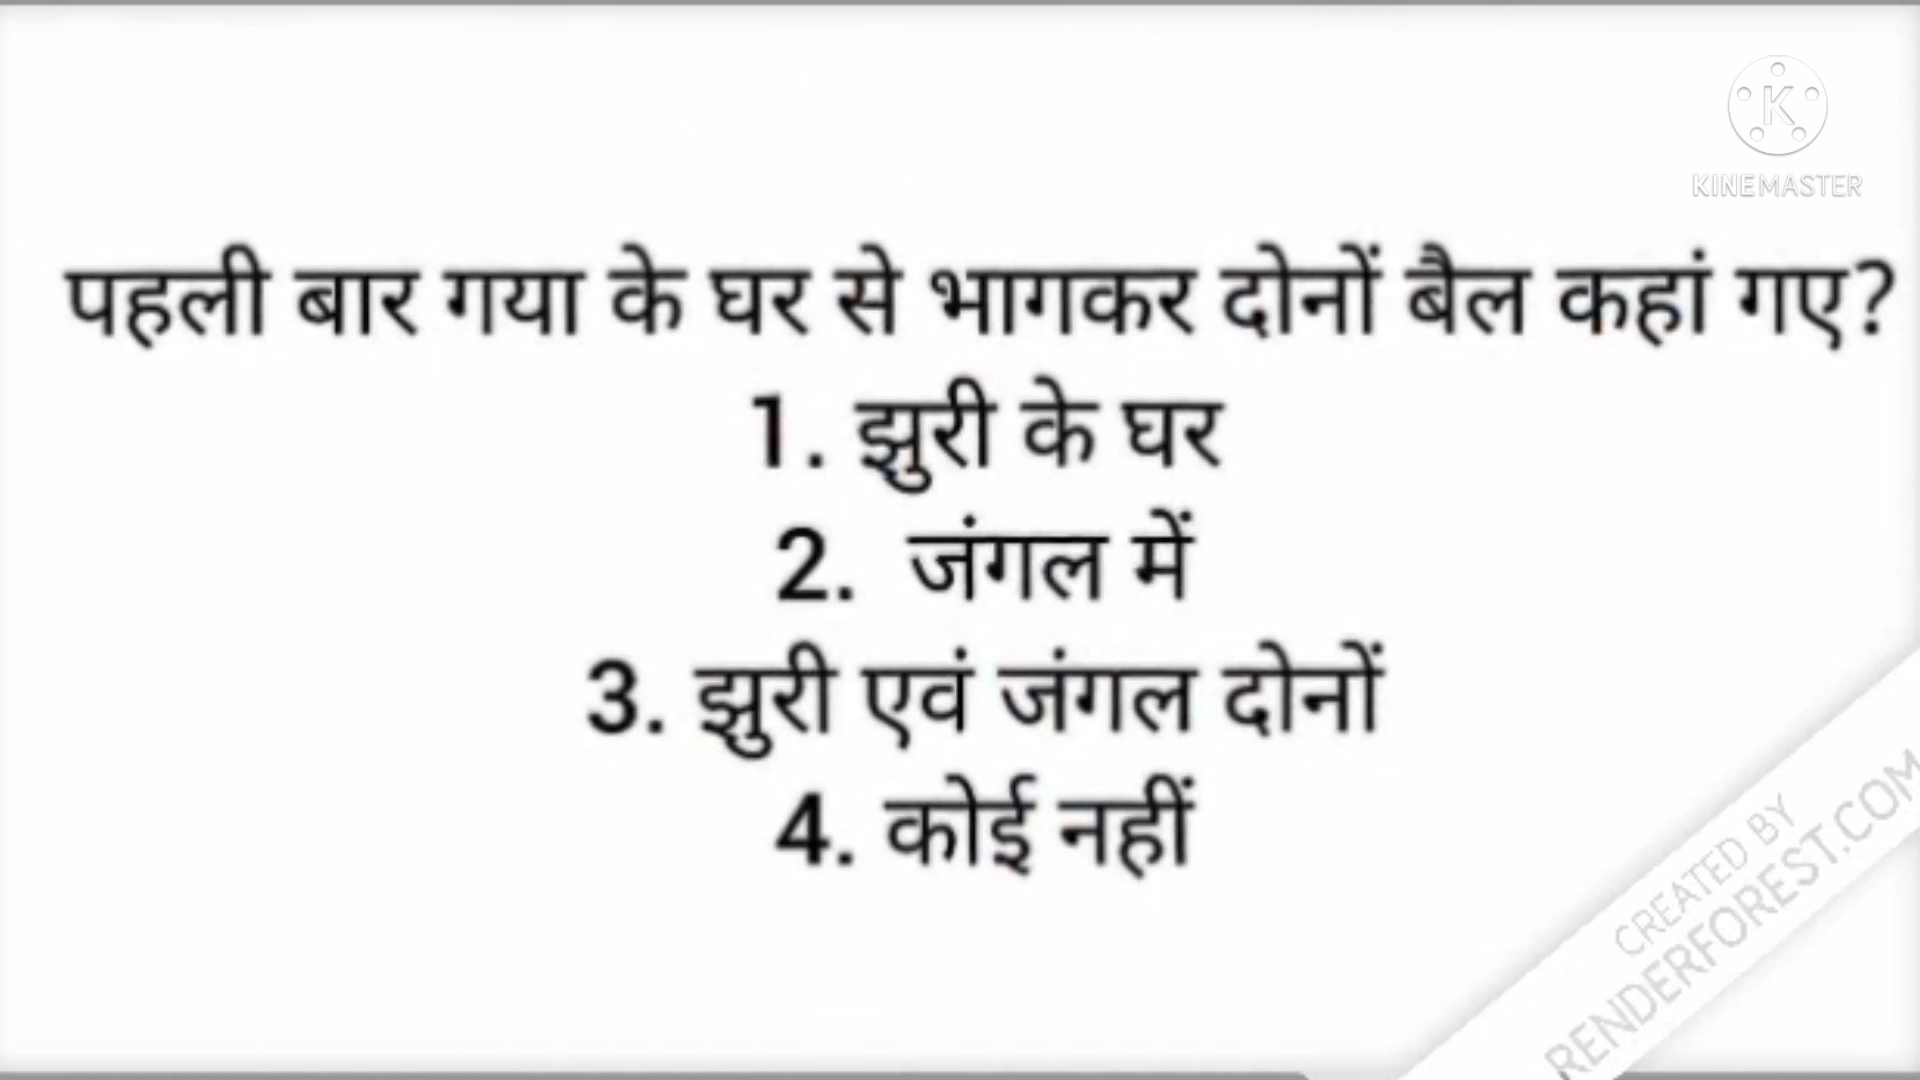 K
KINEMASTER
पहली बार गया के घर से भागकर दोनों बैल कहां गए?
1. झुरी के घर
2. जंगल में
3. झुरी एवं जंगल दोनों
4. कोई नहीं
CREATED BY
RENDERFOREST.COM